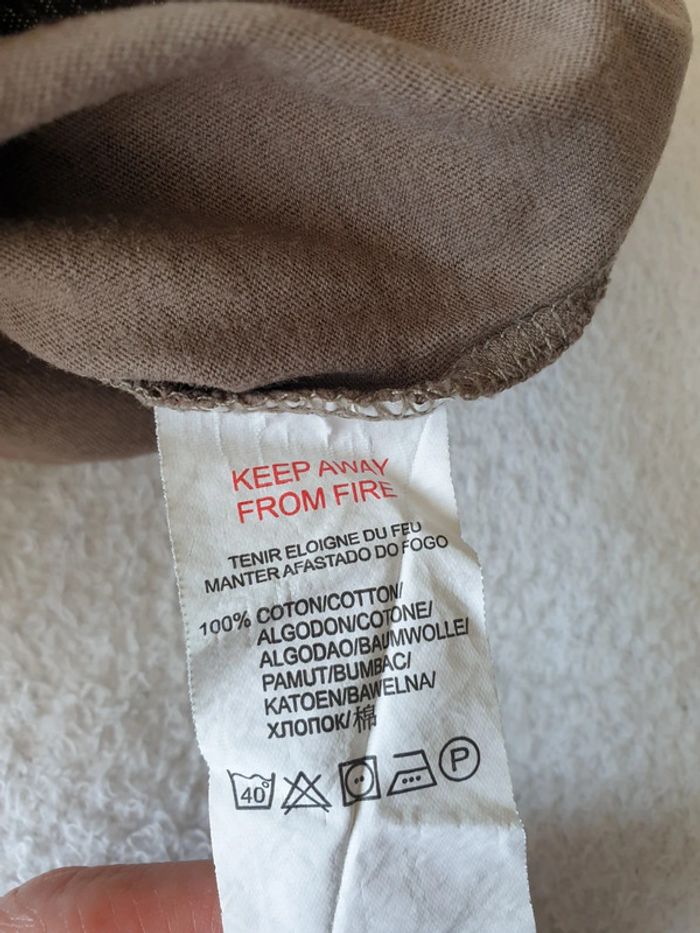 KEEP AWAY
FROM FIRE
TENIR ELOIGNE DU FEU
MANTER AFASTADO DO FOGO
100% COTON/COTTON/
ALGODON/COTONE/
ALGODAO/BAUMWOLLE/
PAMUT/BUMBAC/
KATOEN/BAWELNA/
ХЛОПОК/棉
40° P